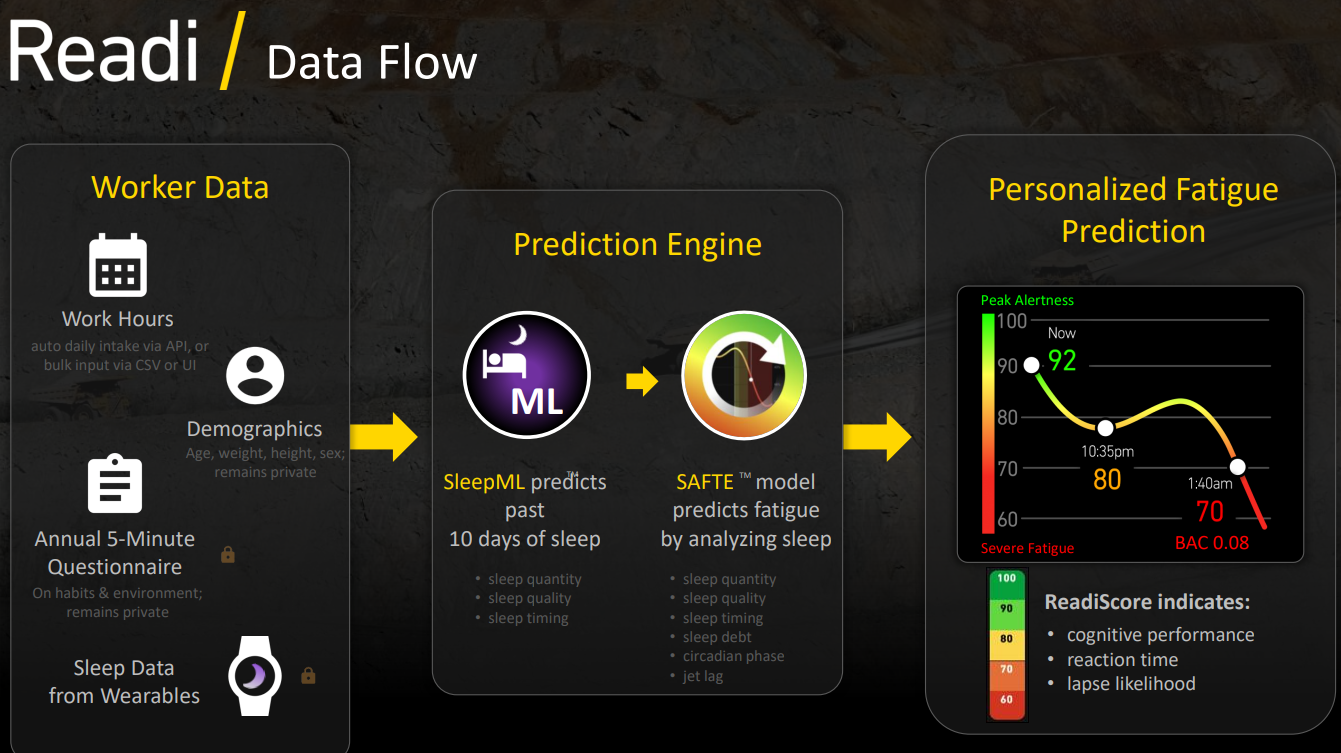 Readi / Data Flow
Worker Data
Work Hours
auto daily intake via API, or
bulk input via CSV or UI
Demographics
Age, weight, height, sex;
remains private
Annual 5-Minute
Questionnaire
On habits & environment;
remains private
Sleep Data
from Wearables
Prediction Engine
ML
SleepML™ predicts
past
10 days of sleep
• sleep quantity
• sleep quality
• sleep timing
SAFTE ™ model
predicts fatigue
by analyzing sleep
• sleep quantity
• sleep quality
• sleep timing
• sleep debt
• circadian phase
• jet lag
Personalized Fatigue
Prediction
Peak Alertness
100
90
80
70
60
Now
92
10:35pm
80
1:40am
70
BAC 0.08
Severe Fatigue
100
90
80
70
60
ReadiScore indicates:
• cognitive performance
• reaction time
• lapse likelihood